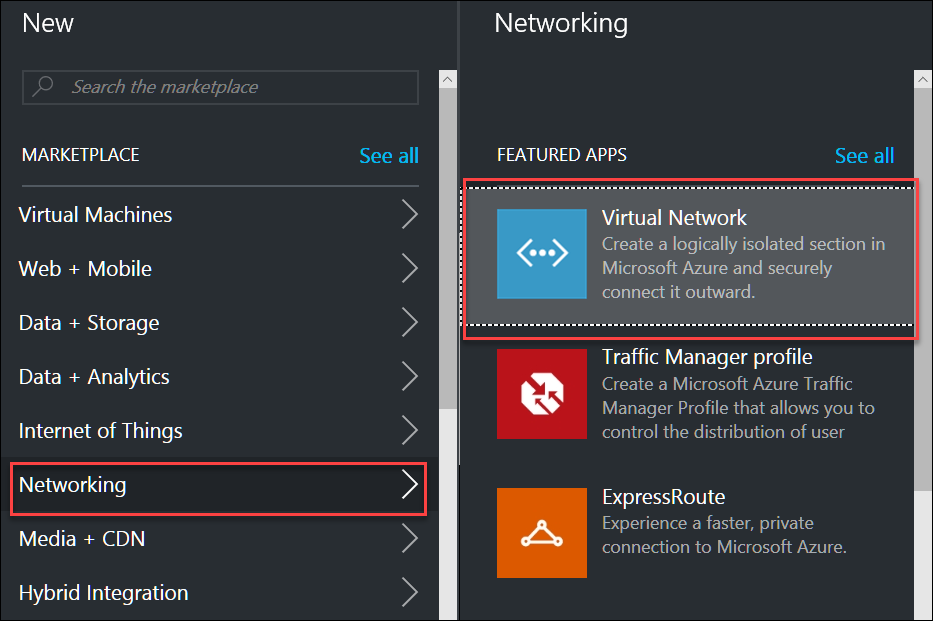 New
Search the marketplace
MARKETPLACE
See all
Virtual Machines
Web + Mobile
Data + Storage
Data + Analytics
Internet of Things
Networking
Media + CDN
Hybrid Integration
Networking
FEATURED APPS
See all
Virtual Network
Create a logically isolated section in
Microsoft Azure and securely
connect it outward.
Traffic Manager profile
Create a Microsoft Azure Traffic
Manager Profile that allows you to
control the distribution of user
ExpressRoute
Experience a faster, private
connection to Microsoft Azure.